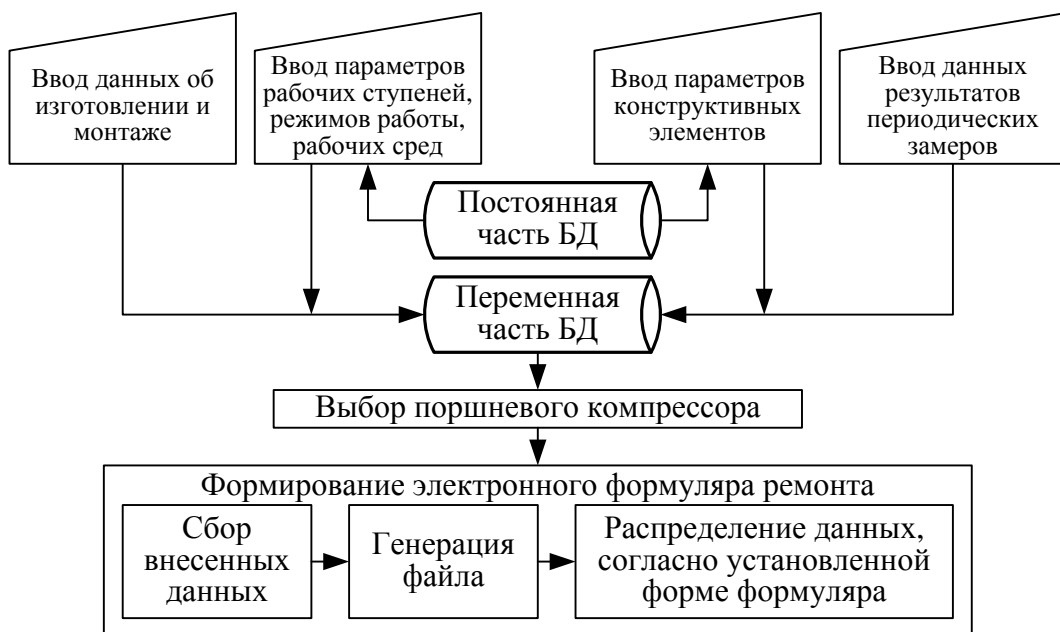 Ввод данных об
изготовлении и
монтаже
Ввод параметров
рабочих ступеней,
режимов работы,
рабочих сред
Ввод параметров
конструктивных
элементов
Ввод данных
результатов
периодических
замеров
Постоянная
часть БД
Переменная
часть БД
Выбор поршневого компрессора
Формирование электронного формуляра ремонта
Сбор
внесенных
данных
Генерация
файла
Распределение данных,
согласно установленной
форме формуляра